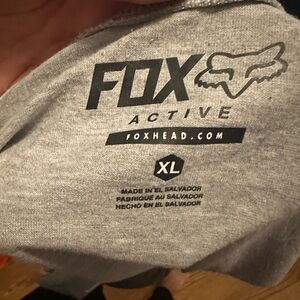 FOX
ACTIVE
FOXHEAD.COM
XL
MADE IN EL SALVADOR
FABRIQUÉ AU SALVADOR
HECHO EN EL SALVADOR